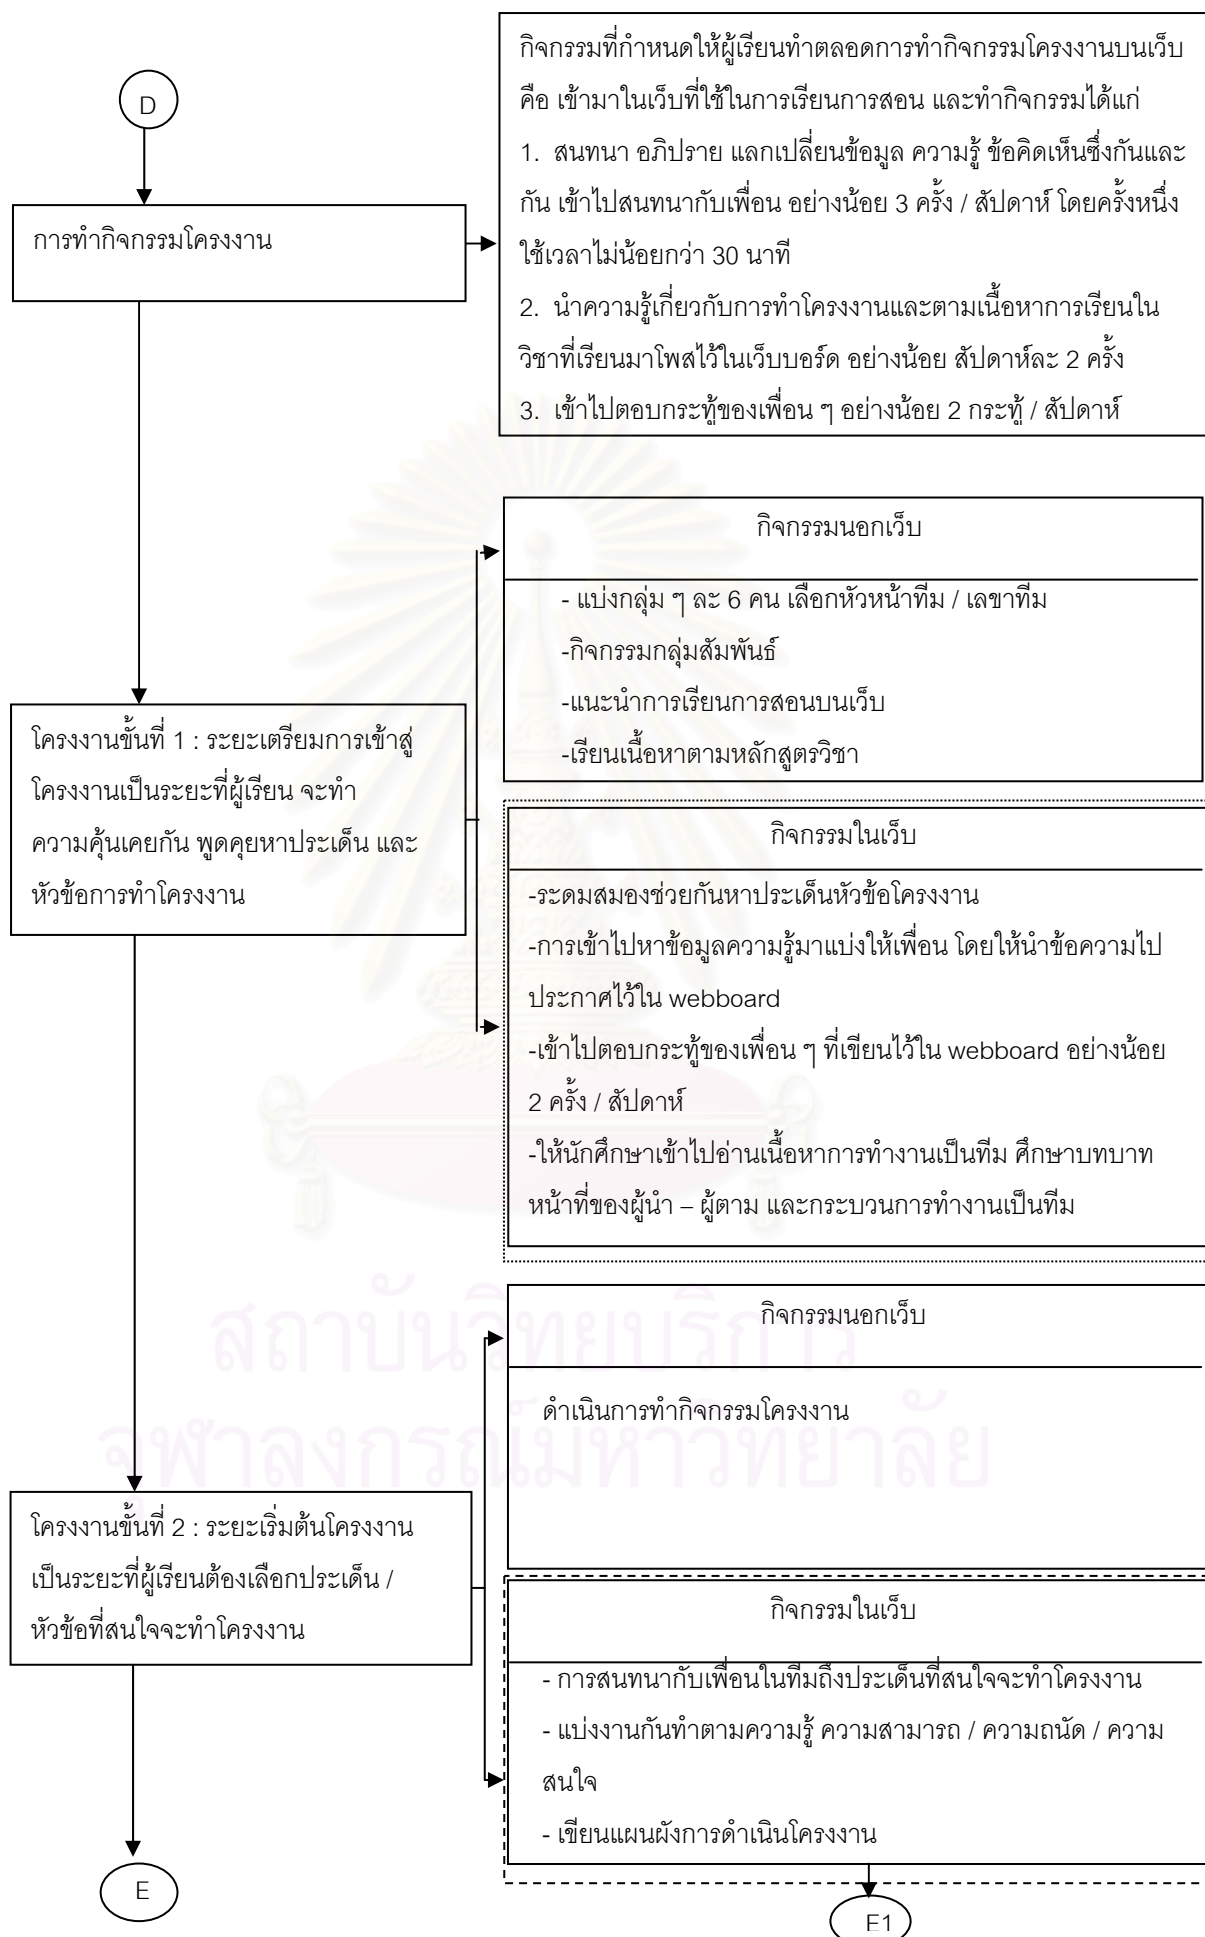 กิจกรรมที่กำหนดให้ผู้เรียนทำตลอดการทำกิจกรรมโครงงานบนเว็บ
คือ เข้ามาในเว็บที่ใช้ในการเรียนการสอน และทำกิจกรรมได้แก่
1. สนทนา อภิปราย แลกเปลี่ยนข้อมูล ความรู้ ข้อคิดเห็นซึ่งกันและ
กัน เข้าไปสนทนากับเพื่อน อย่างน้อย 3 ครั้ง / สัปดาห์ โดยครั้งหนึ่ง
ใช้เวลาไม่น้อยกว่า 30 นาที
2. นำความรู้เกี่ยวกับการทำโครงงานและตามเนื้อหาการเรียนใน
วิชาที่เรียนมาโพสไว้ในเว็บบอร์ด อย่างน้อย สัปดาห์ละ 2 ครั้ง
3. เข้าไปตอบกระทู้ของเพื่อน ๆ อย่างน้อย 2 กระทู้ / สัปดาห์
D
การทำกิจกรรมโครงงาน
กิจกรรมนอกเว็บ
- แบ่งกลุ่ม ๆ ละ 6 คน เลือกหัวหน้าทีม / เลขาทีม
-กิจกรรมกลุ่มสัมพันธ์
-แนะนำการเรียนการสอนบนเว็บ
-เรียนเนื้อหาตามหลักสูตรวิชา
โครงงานขั้นที่ 1 : ระยะเตรียมการเข้าสู่
โครงงานเป็นระยะที่ผู้เรียน จะทำ
ความคุ้นเคยกัน พูดคุยหาประเด็น และ
หัวข้อการทำโครงงาน
กิจกรรมในเว็บ
-ระดมสมองช่วยกันหาประเด็นหัวข้อโครงงาน
-การเข้าไปหาข้อมูลความรู้มาแบ่งให้เพื่อน โดยให้นำข้อความไป
ประกาศไว้ใน webboard
-เข้าไปตอบกระทู้ของเพื่อน ๆ ที่เขียนไว้ใน webboard อย่างน้อย
2 ครั้ง / สัปดาห์
-ให้นักศึกษาเข้าไปอ่านเนื้อหาการทำงานเป็นทีม ศึกษาบทบาท
หน้าที่ของผู้นำ – ผู้ตาม และกระบวนการทำงานเป็นทีม
สถาบันวิทยบริการ
จุฬาลงกรณ์มหาวิทยาลัย
กิจกรรมนอกเว็บ
ดำเนินการทำกิจกรรมโครงงาน
โครงงานขั้นที่ 2 : ระยะเริ่มต้นโครงงาน
เป็นระยะที่ผู้เรียนต้องเลือกประเด็น /
หัวข้อที่สนใจจะทำโครงงาน
กิจกรรมในเว็บ
- การสนทนากับเพื่อนในทีมถึงประเด็นที่สนใจจะทำโครงงาน
- แบ่งงานกันทำตามความรู้ ความสามารถ / ความถนัด / ความ
สนใจ
- เขียนแผนผังการดำเนินโครงงาน
E
E1